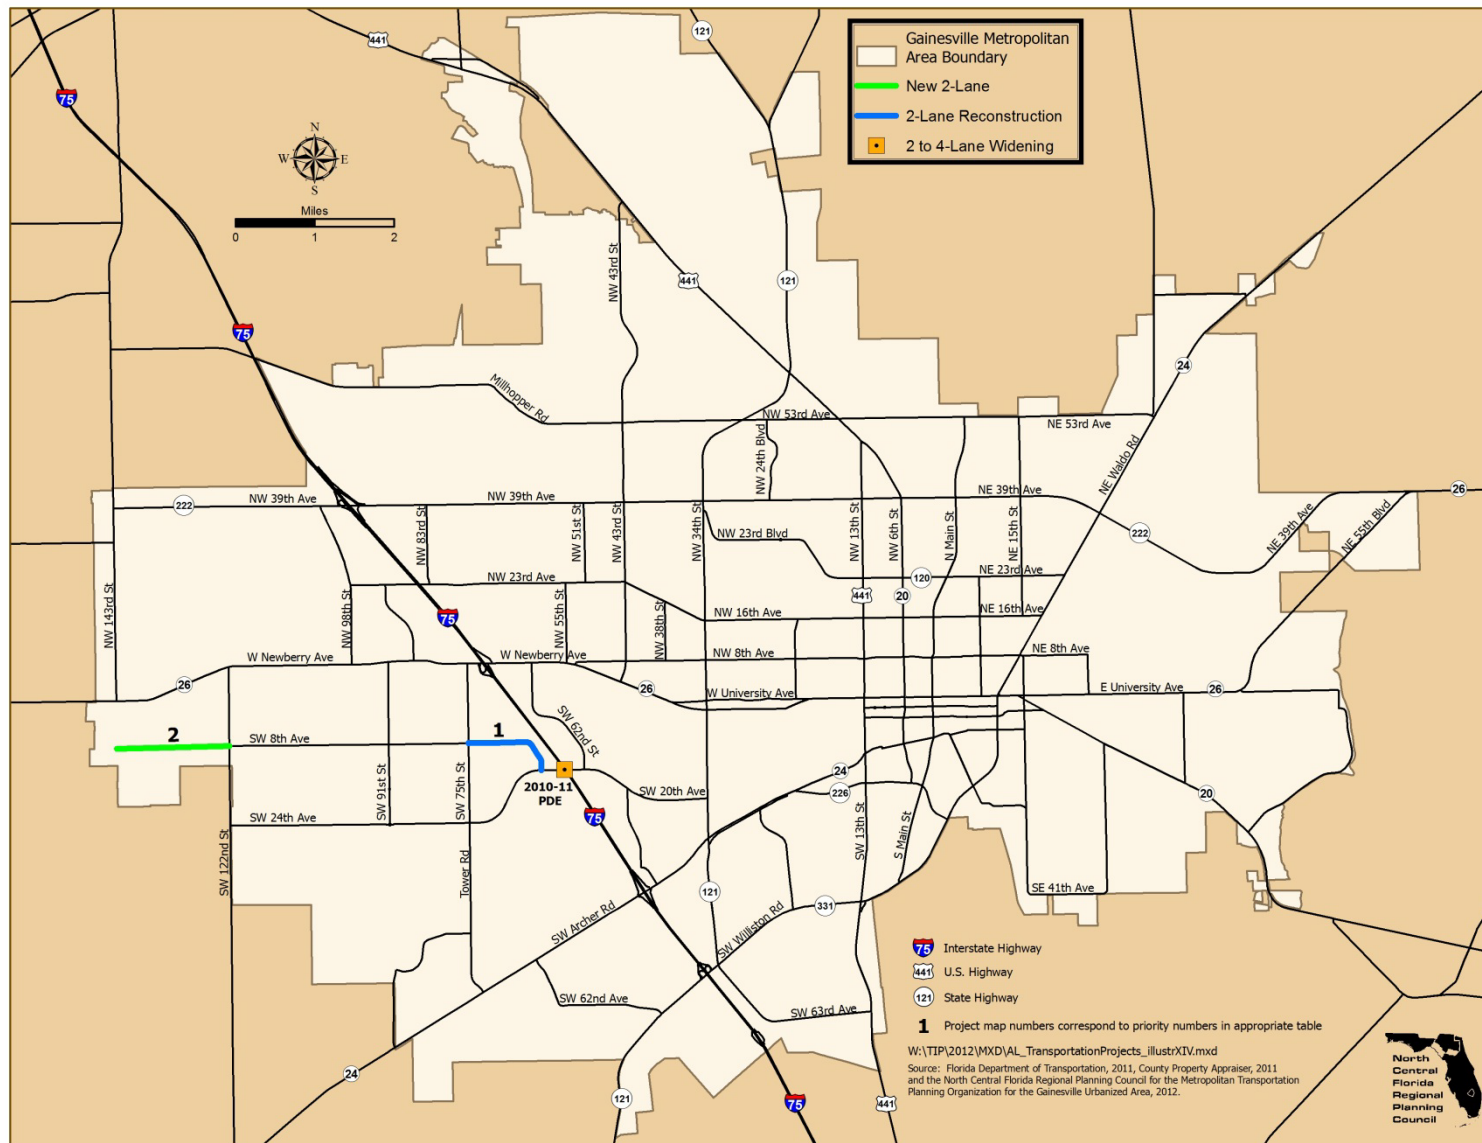 441
121
Gainesville Metropolitan
Area Boundary
New 2-Lane
2-Lane Reconstruction
2 to 4-Lane Widening
75
N
W
E
S
Miles
0
1
2
NW 43rd St
441
121
75
24
Millhopper Rd
NW 53rd Ave
NE 53rd Ave
NW 24th Blvd
NE Waldo Rd
222
NW 39th Ave
NW 39th Ave
NE 39th Ave
26
NE 39th Ave
NE 55th Blvd
NW 83rd St
NW 51st St
NW 43rd St
NW 34th St
NW 23rd Blvd
NW 13th St
NW 6th St
N Main St
NE 15th St
222
NW 23rd Ave
120
NE 23rd Ave
NW 143rd St
NW 98th St
75
NW 55th St
NW 38th St
441
20
NW 16th Ave
NE 16th Ave
W Newberry Ave
W Newberry Ave
NW 8th Ave
NE 8th Ave
26
26
W University Ave
E University Ave
26
2
SW 8th Ave
1
SW 62nd St
SW 91st St
SW 75th St
2010-11
PDE
SW 20th Ave
24
226
20
75
SW 24th Ave
SW 122nd St
Tower Rd
SW 13th St
S Main St
121
SE 41th Ave
SW Archer Rd
SW Williston Rd
331
SW 62nd Ave
SW 63rd Ave
24
121
75
441
75
Interstate Highway
441
U.S. Highway
121
State Highway
1
Project map numbers correspond to priority numbers in appropriate table
W:\TIP\2012\MXD\AL_TransportationProjects_illustrXIV.mxd
Source: Florida Department of Transportation, 2011, County Property Appraiser, 2011
and the North Central Florida Regional Planning Council for the Metropolitan Transportation
Planning Organization for the Gainesville Urbanized Area, 2012.
North
Central
Florida
Regional
Planning
Council